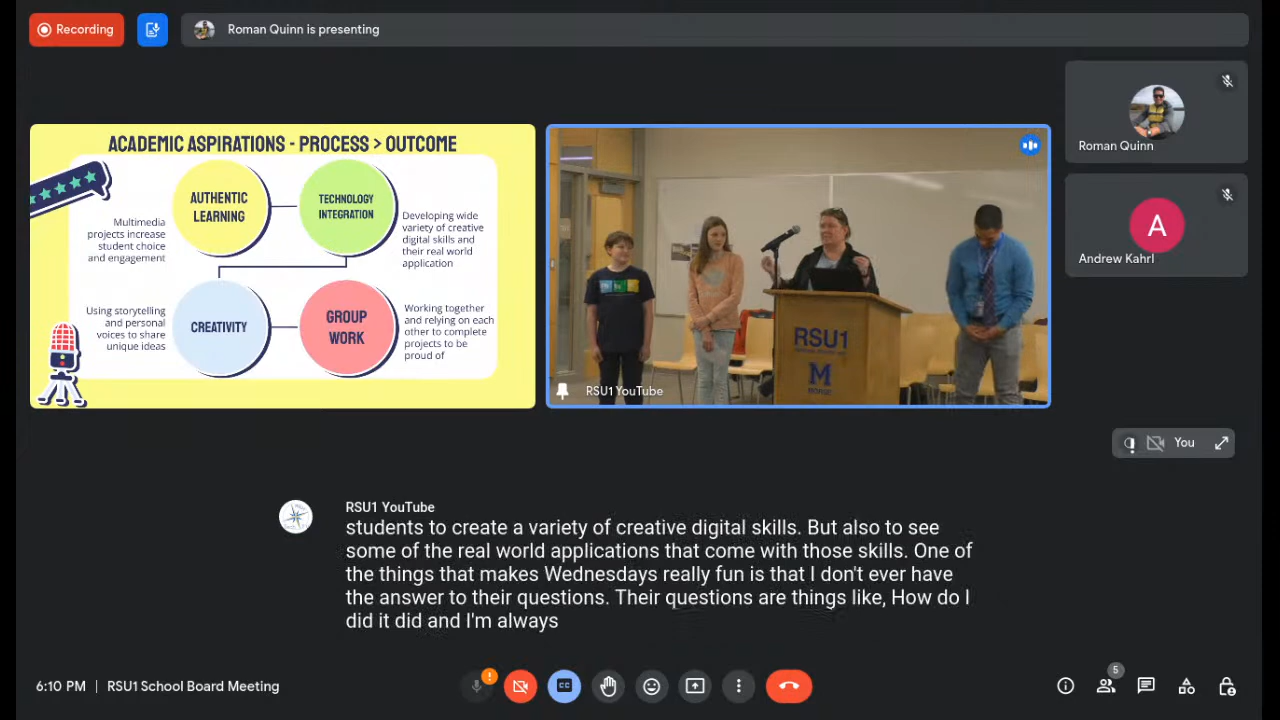 Recording
Roman Quinn is presenting
ACADEMIC ASPIRATIONS - PROCESS > OUTCOME
AUTHENTIC
LEARNING
TECHNOLOGY
INTEGRATION
Multimedia
projects increase
student choice
and engagement
Developing wide
variety of creative
digital skills and
their real world
application
Using storytelling
and personal
voices to share
unique ideas
CREATIVITY
GROUP
WORK
Working together
and relying on each
other to complete
projects to be
proud of
RSU1
M
RSU1 YouTube
Roman Quinn
A
Andrew Kahrl
You
RSU1 YouTube
students to create a variety of creative digital skills. But also to see
some of the real world applications that come with those skills. One of
the things that makes Wednesdays really fun is that I don't ever have
the answer to their questions. Their questions are things like, How do I
did it did and I'm always
6:10 PM | RSU1 School Board Meeting
!
CC
5